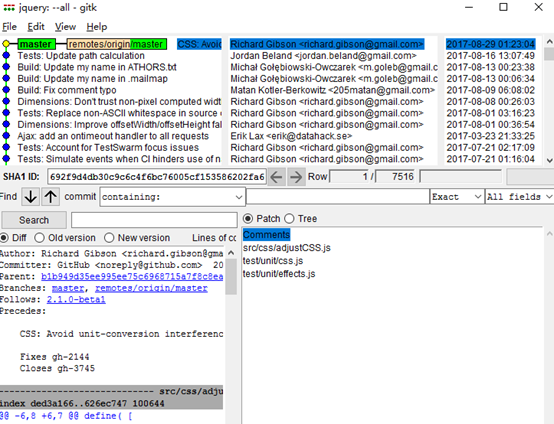 jquery: --all - gitk
File Edit View Help
master remotes/origin/master CSS: Avoid Richard Gibson <richard.gibson@gmail.com> 2017-08-29 01:23:04
Tests: Update path calculation Jordan Beland <jordan.beland@gmail.com> 2017-08-16 13:07:49
Build: Update my name in ATHORS.txt Michał Gołębiowski-Owczarek <m.goleb@gmail.c 2017-08-13 00:23:38
Build: Update my name in .mailmap Michał Gołębiowski-Owczarek <m.goleb@gmail.c 2017-08-13 00:06:34
Build: Fix comment typo Matan Kotler-Berkowitz <205matan@gmail.com> 2017-08-09 06:08:02
Dimensions: Don't trust non-pixel computed widt Richard Gibson <richard.gibson@gmail.com> 2017-08-08 00:26:03
Tests: Replace non-ASCII whitespace in source c Richard Gibson <richard.gibson@gmail.com> 2017-08-01 03:16:23
Dimensions: Improve offsetWidth/offsetHeight fal Richard Gibson <richard.gibson@gmail.com> 2017-08-01 00:36:54
Ajax: add an ontimeout handler to all requests Erik Lax <erik@datahack.se> 2017-03-23 21:33:25
Tests: Account for TestSwarm focus issues Richard Gibson <richard.gibson@gmail.com> 2017-07-21 02:17:09
Tests: Simulate events when CI hinders use of n Richard Gibson <richard.gibson@gmail.com> 2017-07-21 01:16:04
SHA1 ID: 692f9d4db30c9c6c4f6bc76005cf153586202fa6 Row 1 / 7516
Find commit containing: Exact All fields
Search Patch Tree
Diff Old version New version Lines of co
Comments
src/css/adjustCSS.js
test/unit/css.js
test/unit/effects.js
Author: Richard Gibson <richard.gibson@gma
Committer: GitHub <noreply@github.com> 20
Parent: b1b949d35ee995ee75c6968715a7f8c8ea
Branches: master, remotes/origin/master
Follows: 2.1.0-beta1
Precedes:
CSS: Avoid unit-conversion interferenc
Fixes gh-2144
Closes gh-3745
---------------------------- src/css/adju
index ded3a166..626ec747 100644
@@ -6,8 +6,7 @@ define( [